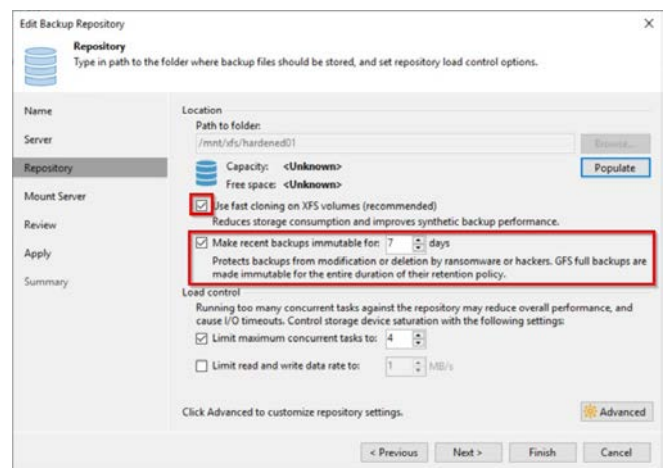 Edit Backup Repository
Repository
Type in path to the folder where backup files should be stored, and set repository load control options.
Name
Server
Repository
Mount Server
Review
Apply
Summary
Location
Path to folder:
/mnt/xfs/hardened01
Browse...
Capacity: <Unknown>
Free space: <Unknown>
Populate
Use fast cloning on XFS volumes (recommended)
Reduces storage consumption and improves synthetic backup performance.
Make recent backups immutable for: 7 days
Protects backups from modification or deletion by ransomware or hackers. GFS full backups are
made immutable for the entire duration of their retention policy.
Load control
Running too many concurrent tasks against the repository may reduce overall performance, and
cause I/O timeouts. Control storage device saturation with the following settings:
Limit maximum concurrent tasks to: 4
Limit read and write data rate to: 1 MB/s
Click Advanced to customize repository settings.
Advanced
< Previous
Next >
Finish
Cancel